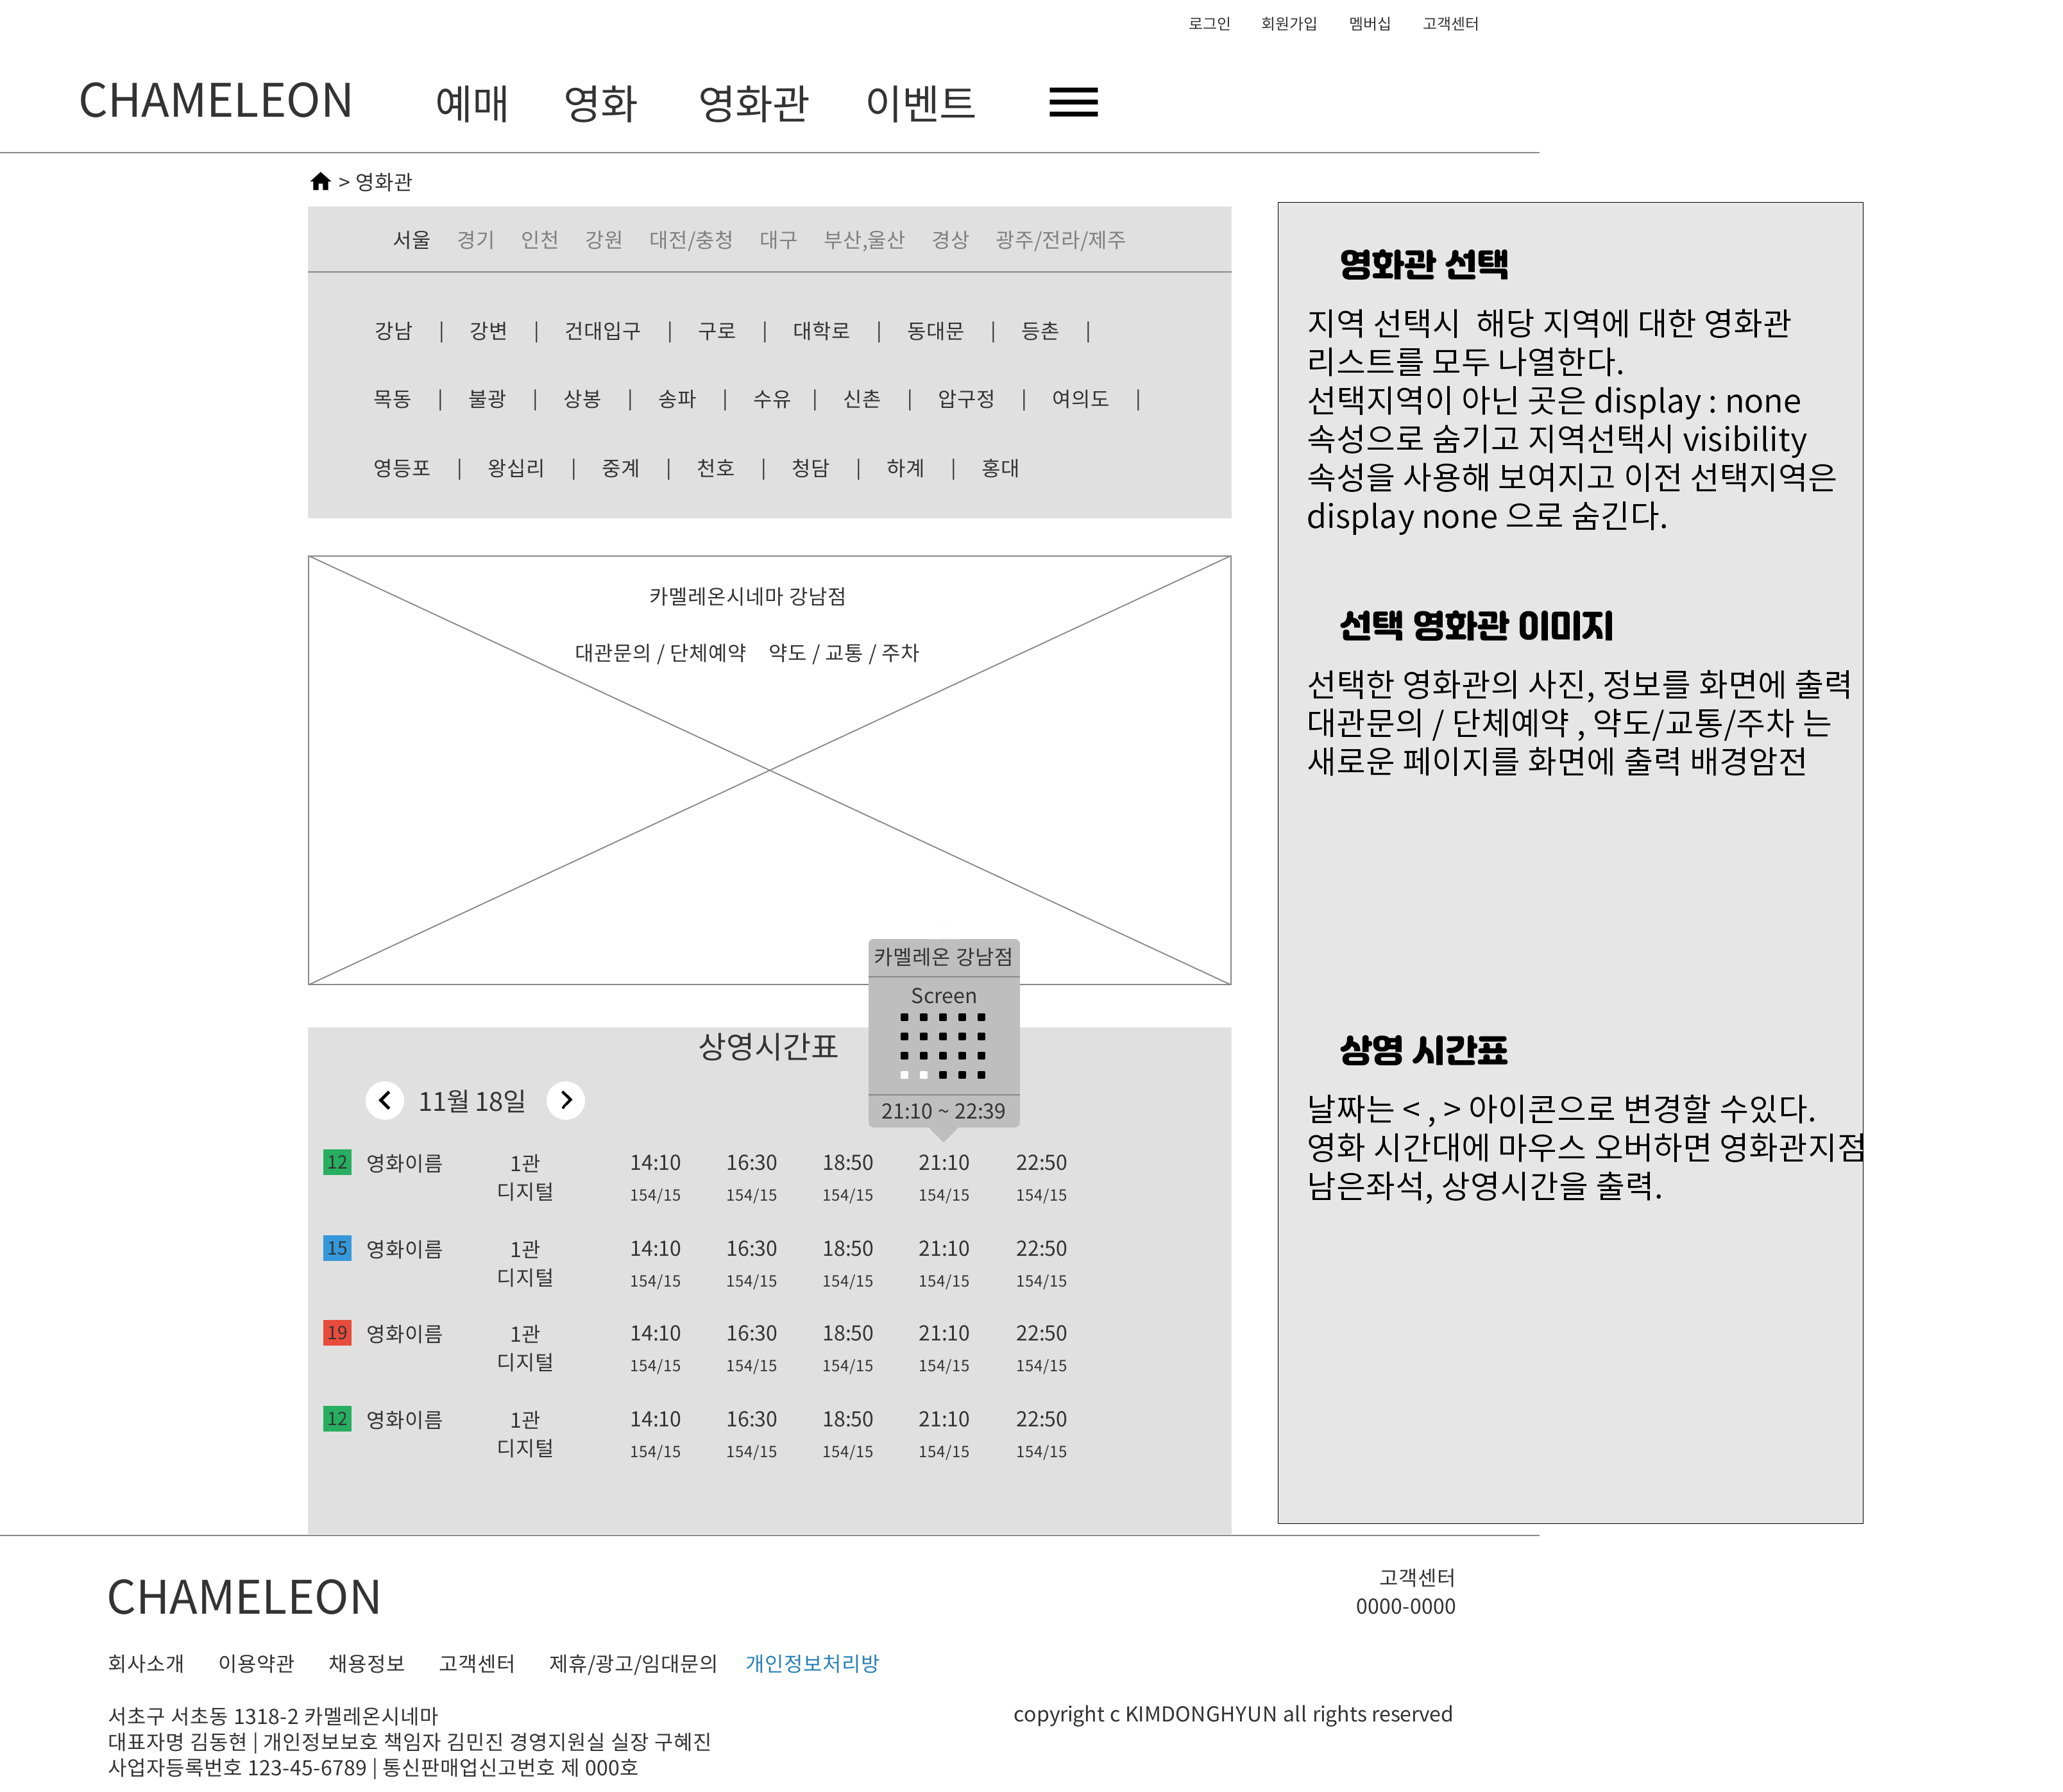 로그인 회원가입 멤버십 고객센터
CHAMELEON 예매 영화 영화관 이벤트
> 영화관
서울 경기 인천 강원 대전/충청 대구 부산,울산 경상 광주/전라/제주
강남 | 강변 | 건대입구 | 구로 | 대학로 | 동대문 | 등촌 |
목동 | 불광 | 상봉 | 송파 | 수유 | 신촌 | 압구정 | 여의도 |
영등포 | 왕십리 | 중계 | 천호 | 청담 | 하계 | 홍대
카멜레온시네마 강남점
대관문의 / 단체예약 약도 / 교통 / 주차
카멜레온 강남점
Screen
21:10 ~ 22:39
상영시간표
< 11월 18일 >
12 영화이름 1관 14:10 16:30 18:50 21:10 22:50
디지털 154/15 154/15 154/15 154/15 154/15
15 영화이름 1관 14:10 16:30 18:50 21:10 22:50
디지털 154/15 154/15 154/15 154/15 154/15
19 영화이름 1관 14:10 16:30 18:50 21:10 22:50
디지털 154/15 154/15 154/15 154/15 154/15
12 영화이름 1관 14:10 16:30 18:50 21:10 22:50
디지털 154/15 154/15 154/15 154/15 154/15
영화관 선택
지역 선택시 해당 지역에 대한 영화관
리스트를 모두 나열한다.
선택지역이 아닌 곳은 display : none
속성으로 숨기고 지역선택시 visibility
속성을 사용해 보여지고 이전 선택지역은
display none 으로 숨긴다.
선택 영화관 이미지
선택한 영화관의 사진, 정보를 화면에 출력
대관문의 / 단체예약 , 약도/교통/주차 는
새로운 페이지를 화면에 출력 배경암전
상영 시간표
날짜는 < , > 아이콘으로 변경할 수있다.
영화 시간대에 마우스 오버하면 영화관지점
남은좌석, 상영시간을 출력.
CHAMELEON
고객센터
0000-0000
회사소개 이용약관 채용정보 고객센터 제휴/광고/임대문의 개인정보처리방
서초구 서초동 1318-2 카멜레온시네마
대표자명 김동현 | 개인정보보호 책임자 김민진 경영지원실 실장 구혜진
사업자등록번호 123-45-6789 | 통신판매업신고번호 제 000호
copyright c KIMDONGHYUN all rights reserved